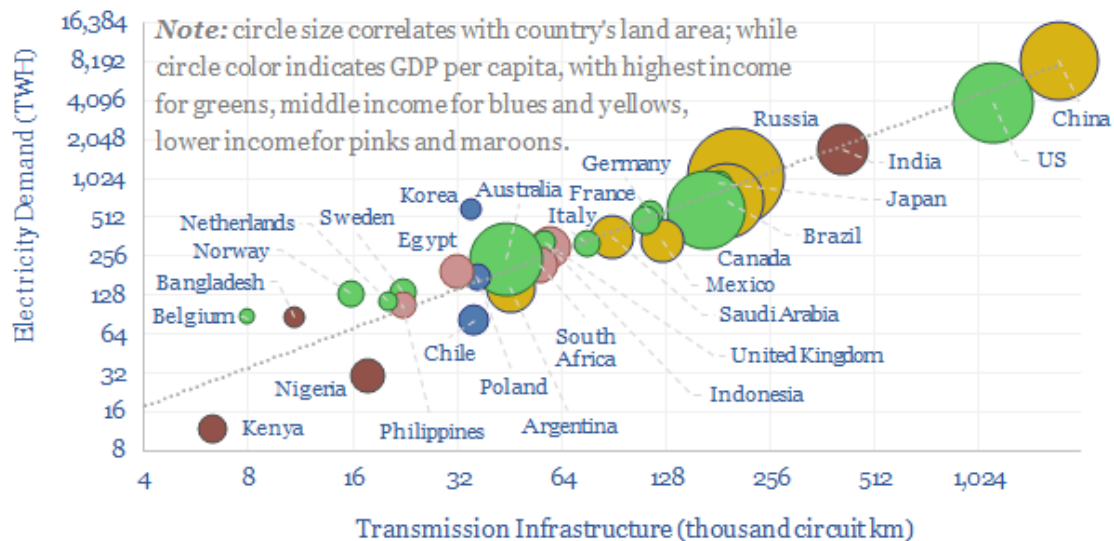 16,384
8,192
4,096
2,048
1,024
512
256
128
64
32
16
8
Electricity Demand (TWH)
Note: circle size correlates with country's land area; while
circle color indicates GDP per capita, with highest income
for greens, middle income for blues and yellows,
lower income for pinks and maroons.
Russia
China
Germany
India
US
Korea
Australia
France
Japan
Netherlands
Sweden
Italy
Norway
Egypt
Brazil
Canada
Bangladesh
Mexico
Belgium
Saudi Arabia
Chile
South
Africa
United Kingdom
Nigeria
Poland
Indonesia
Kenya
Philippines
Argentina
4
8
16
32
64
128
256
512
1,024
Transmission Infrastructure (thousand circuit km)